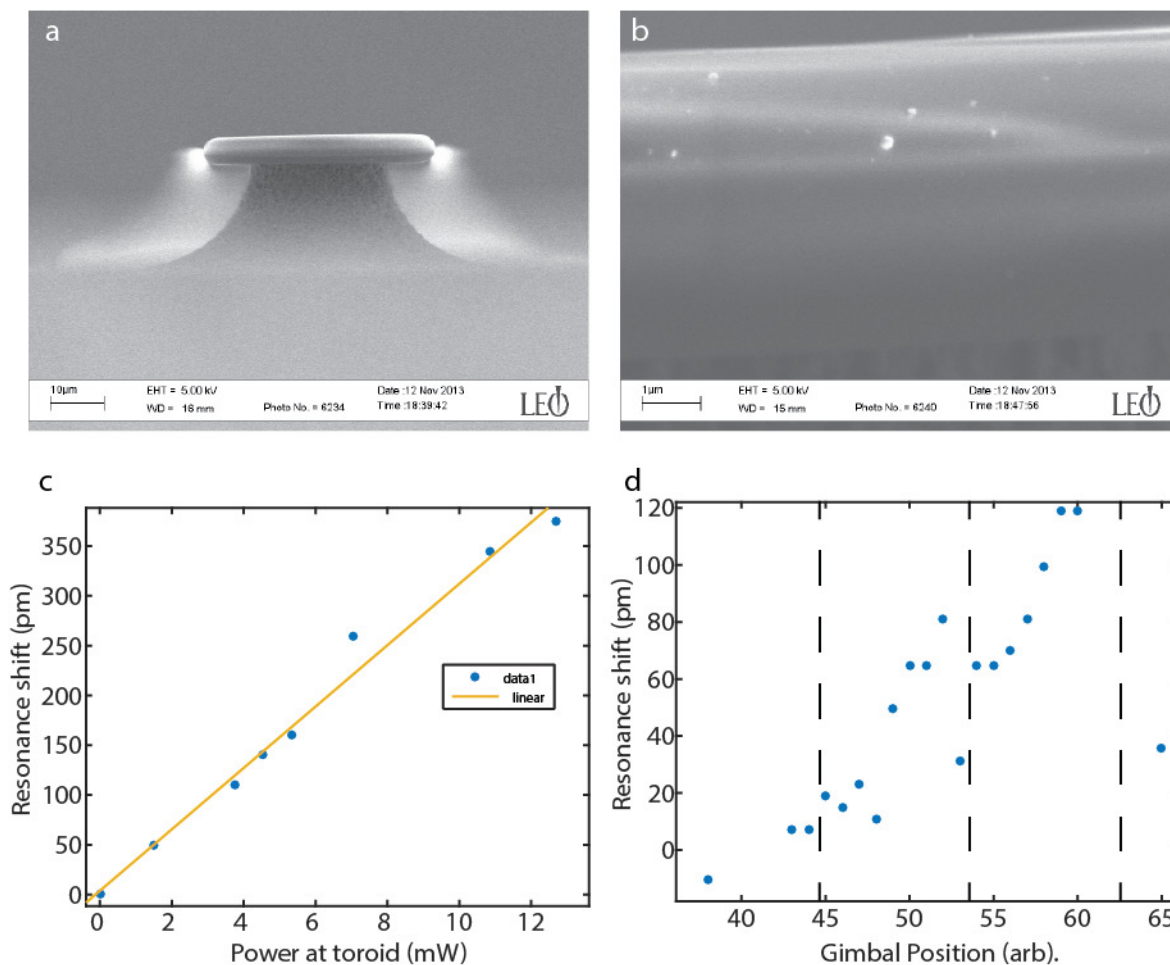 a
10µm
EHT = 5.00 kV
WD = 16 mm
Photo No. = 6234
Date :12 Nov 2013
Time :18:39:42
LEO
b
1µm
EHT = 5.00 kV
WD = 15 mm
Photo No. = 6240
Date :12 Nov 2013
Time :18:47:56
LEO
c
Resonance shift (pm)
350
300
250
200
150
100
50
0
data1
linear
0 2 4 6 8 10 12
Power at toroid (mW)
d
Resonance shift (pm)
120
100
80
60
40
20
0
40 45 50 55 60 65
Gimbal Position (arb).